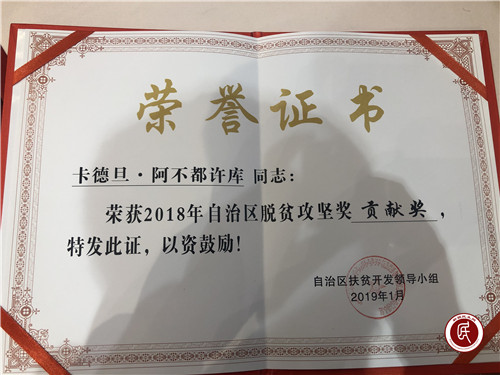 荣誉证书
卡德旦·阿不都许库 同志：
荣获2018年自治区脱贫攻坚奖 贡献奖，
特发此证，以资鼓励！
自治区扶贫开发领导小组
2019年1月